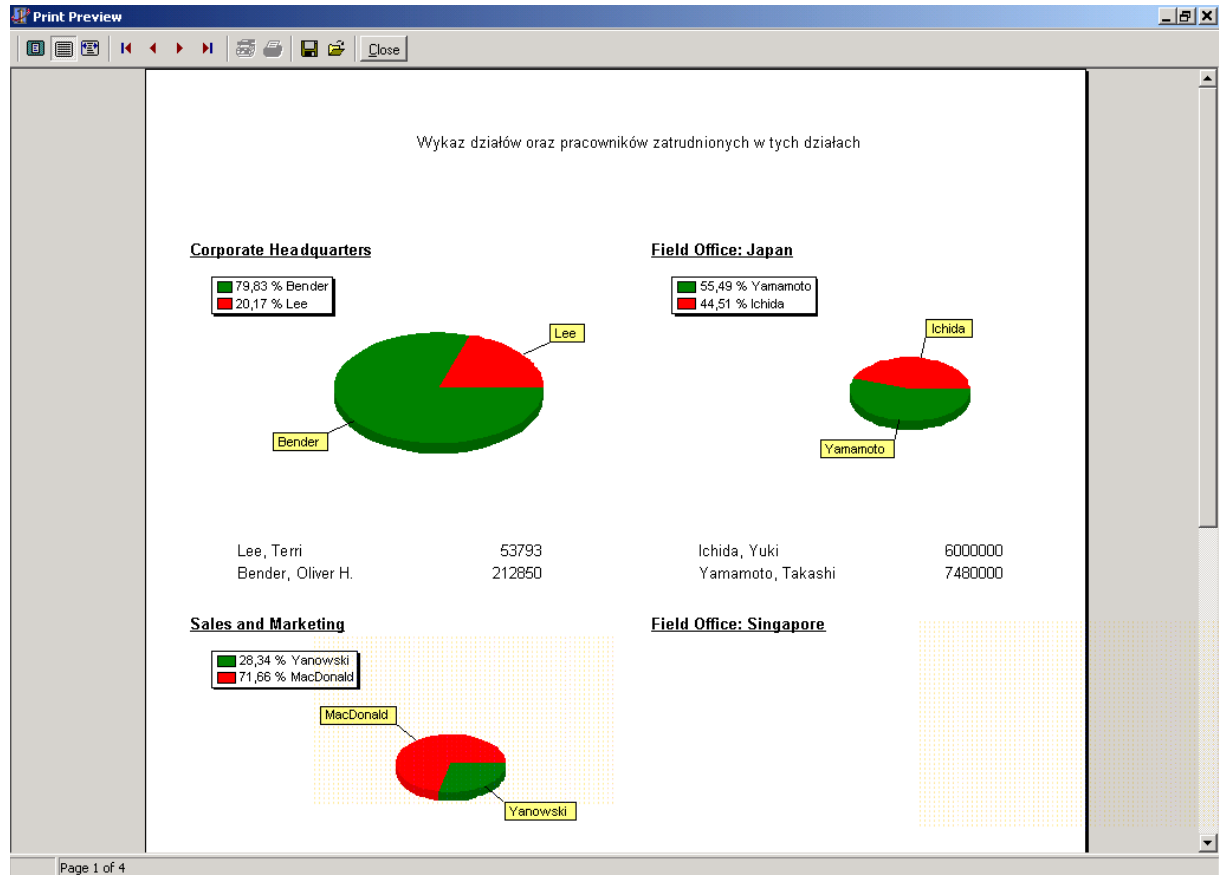 Print Preview
Close
Wykaz działów oraz pracowników zatrudnionych w tych działach
Corporate Headquarters
79,83 % Bender
20,17 % Lee
Lee
Bender
Lee, Terri 53793
Bender, Oliver H. 212850
Field Office: Japan
55,49 % Yamamoto
44,51 % Ichida
Ichida
Yamamoto
Ichida, Yuki 6000000
Yamamoto, Takashi 7480000
Sales and Marketing
28,34 % Yanowski
71,66 % MacDonald
MacDonald
Yanowski
Field Office: Singapore
Page 1 of 4